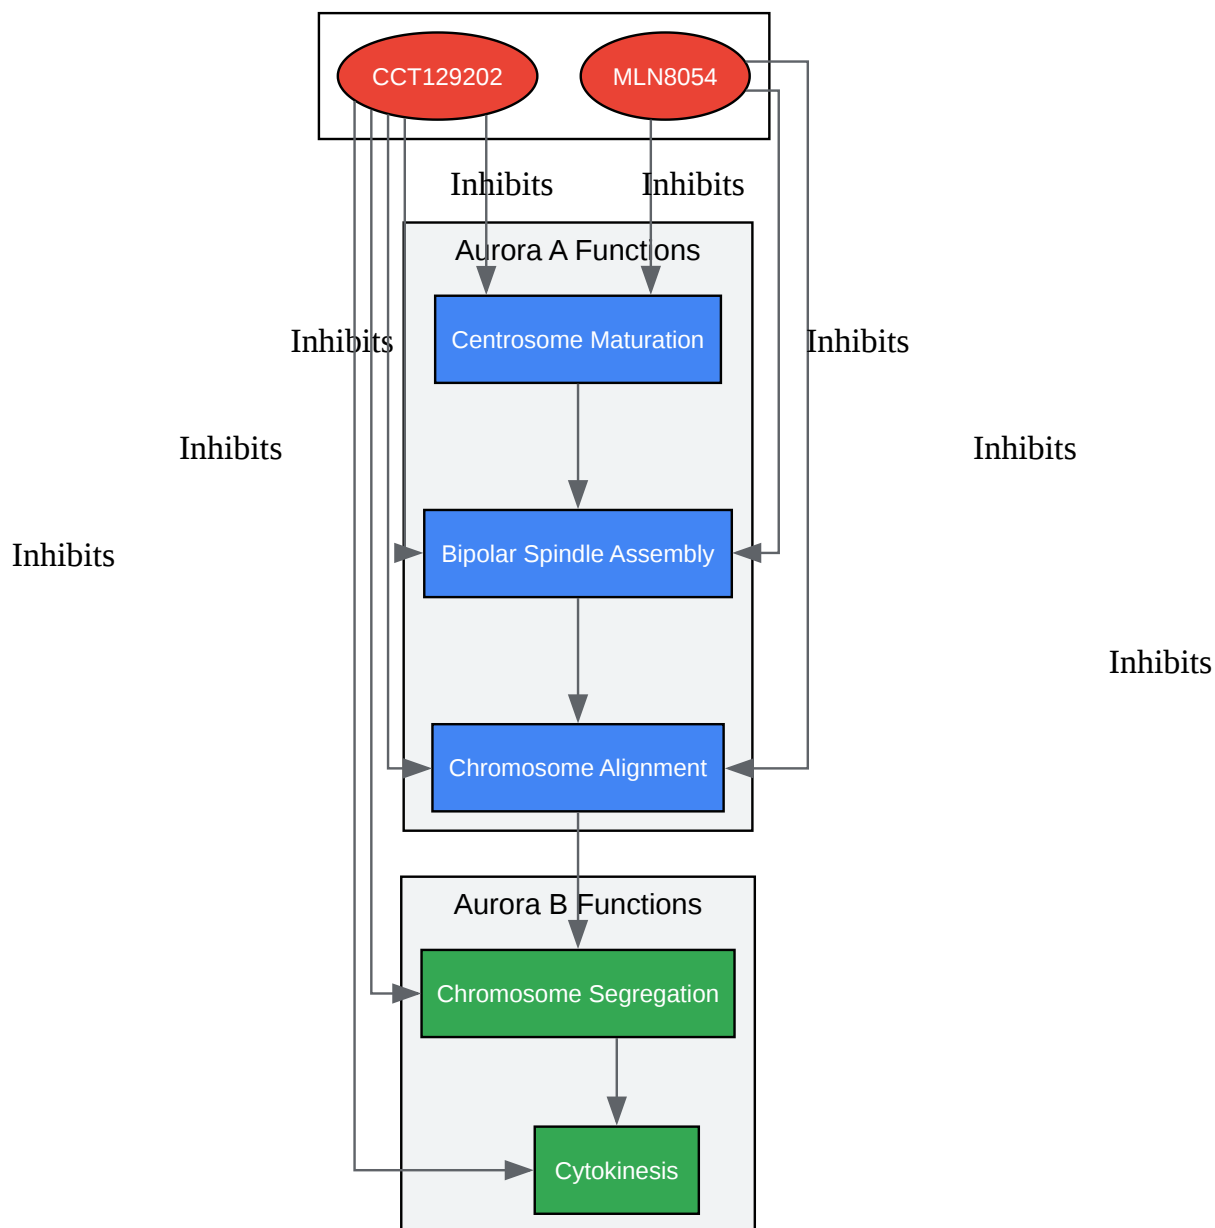 CCT129202
MLN8054
Inhibits
Inhibits
Aurora A Functions
Centrosome Maturation
Inhibits
Inhibits
Inhibits
Inhibits
Bipolar Spindle Assembly
Inhibits
Inhibits
Chromosome Alignment
Aurora B Functions
Chromosome Segregation
Cytokinesis